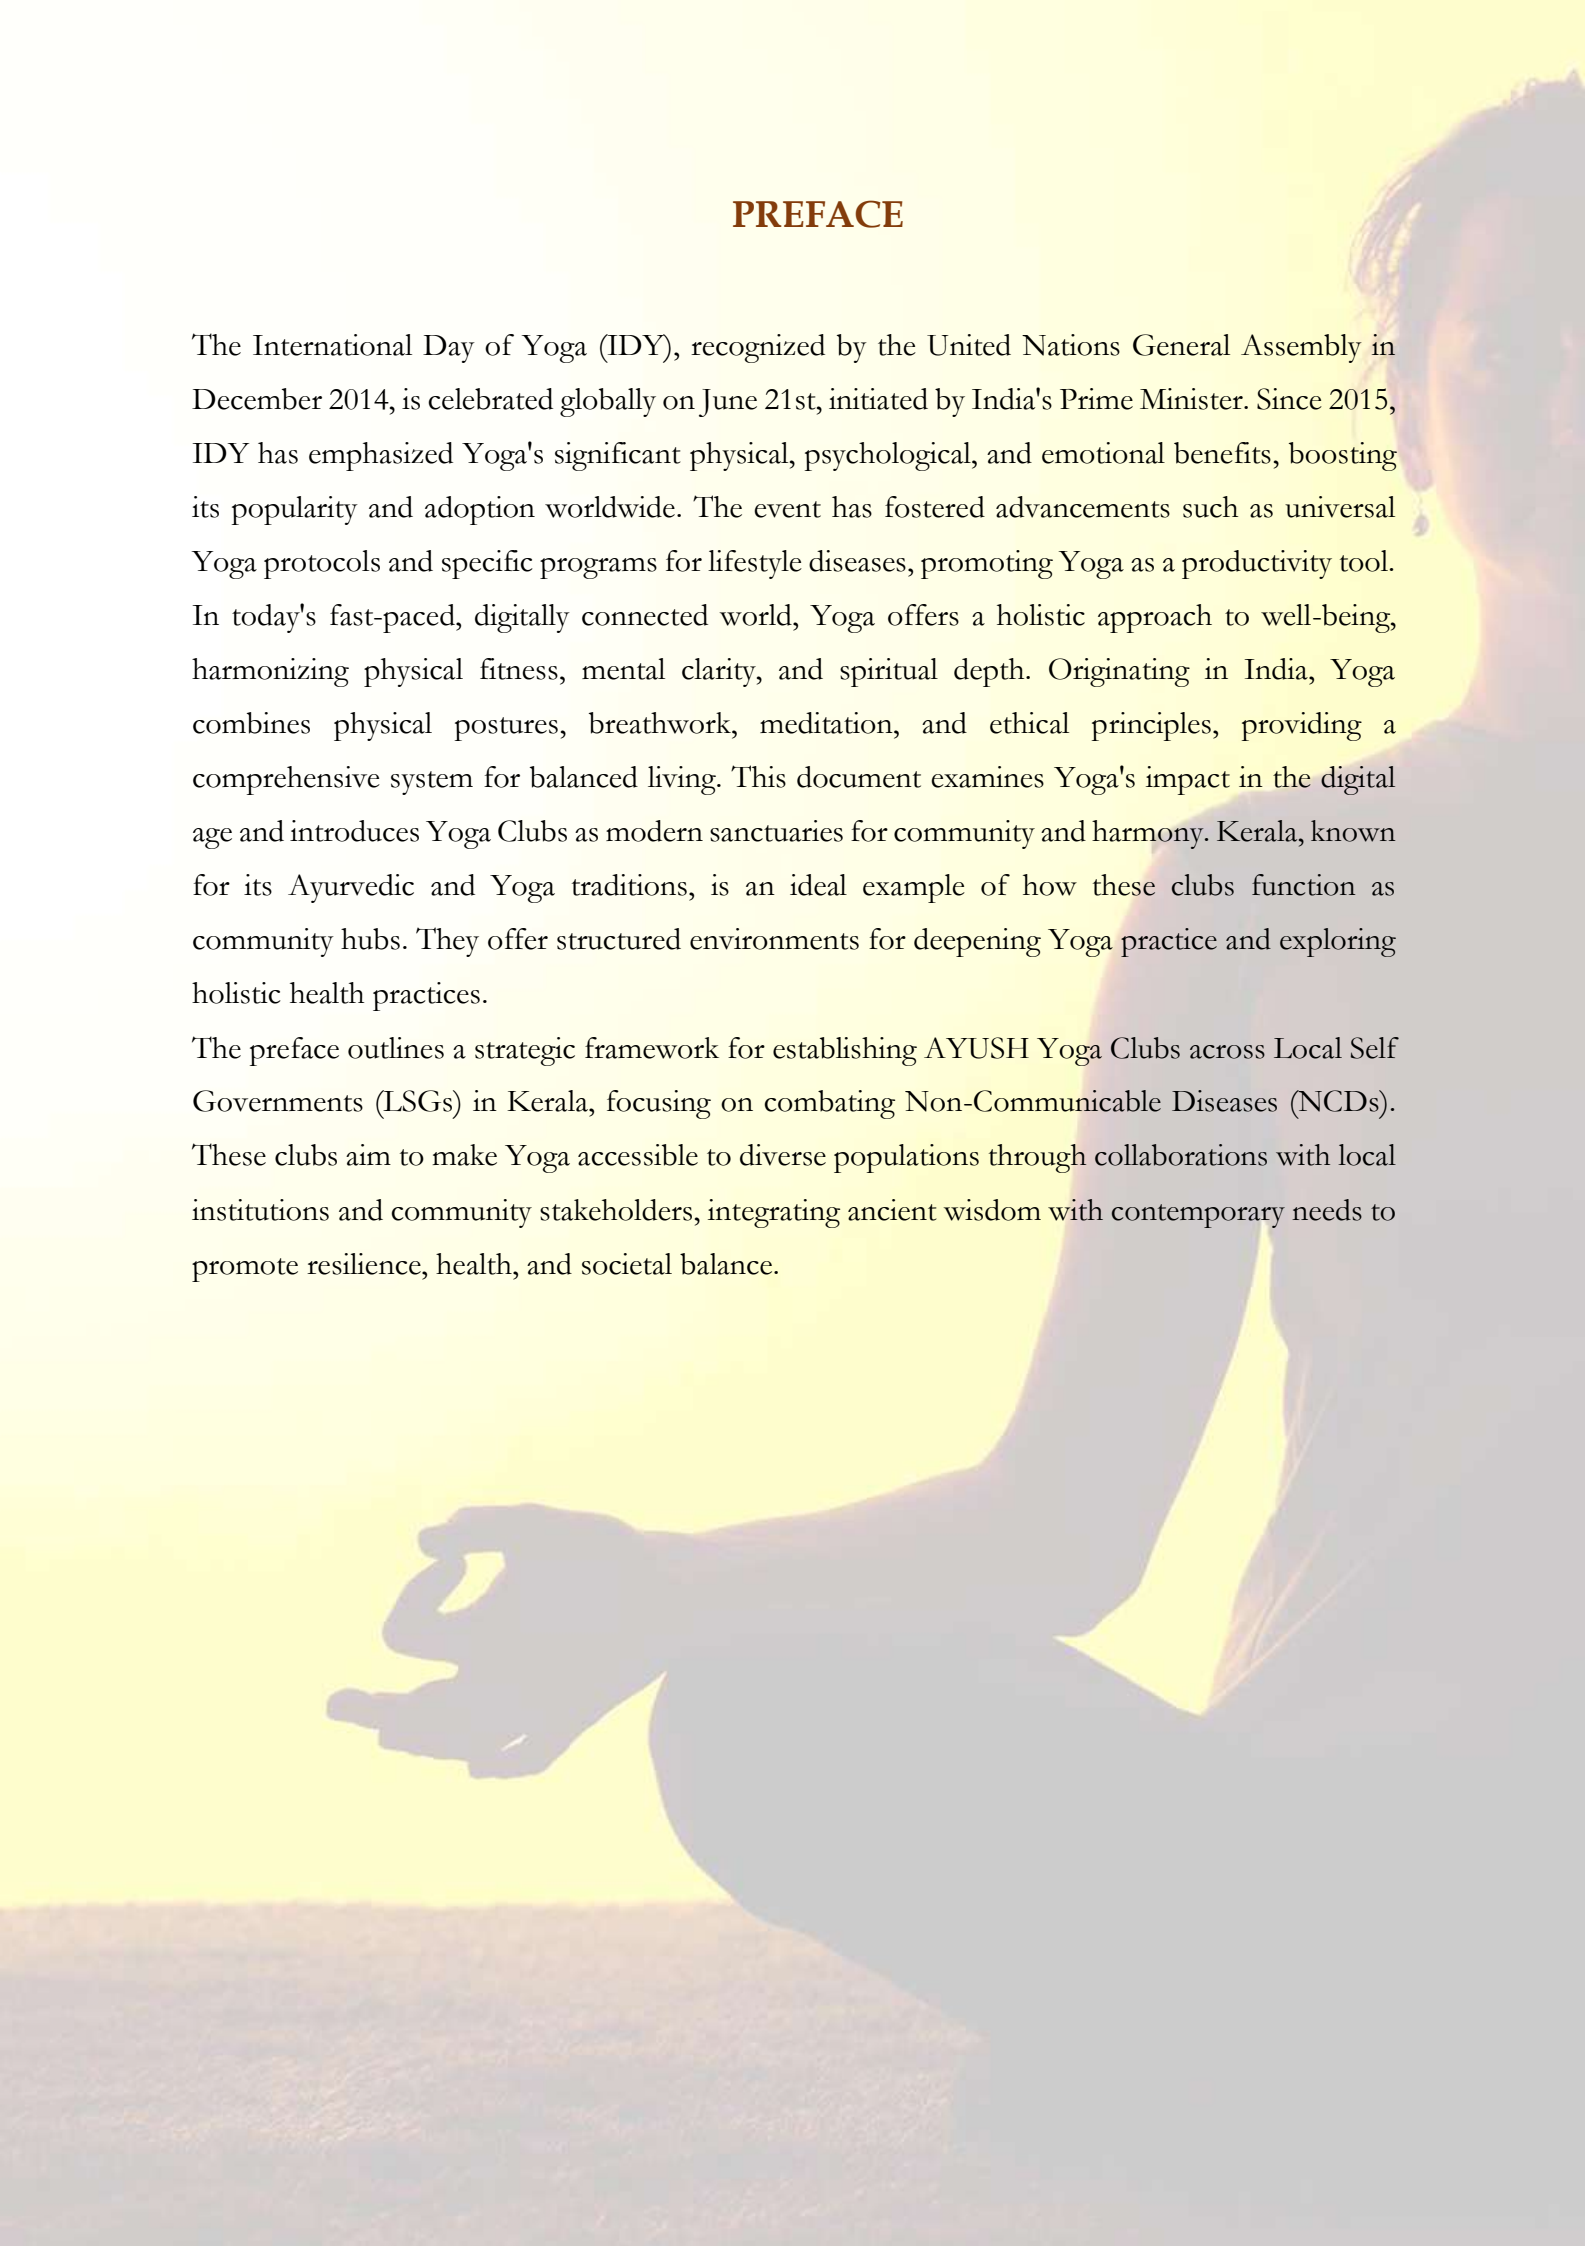 PREFACE
The International Day of Yoga (IDY), recognized by the United Nations General Assembly in
December 2014, is celebrated globally on June 21st, initiated by India's Prime Minister. Since 2015,
IDY has emphasized Yoga's significant physical, psychological, and emotional benefits, boosting
its popularity and adoption worldwide. The event has fostered advancements such as universal
Yoga protocols and specific programs for lifestyle diseases, promoting Yoga as a productivity tool.
In today's fast-paced, digitally connected world, Yoga offers a holistic approach to well-being,
harmonizing physical fitness, mental clarity, and spiritual depth. Originating in India, Yoga
combines physical postures, breathwork, meditation, and ethical principles, providing a
comprehensive system for balanced living. This document examines Yoga's impact in the digital
age and introduces Yoga Clubs as modern sanctuaries for community and harmony. Kerala, known
for its Ayurvedic and Yoga traditions, is an ideal example of how these clubs function as
community hubs. They offer structured environments for deepening Yoga practice and exploring
holistic health practices.
The preface outlines a strategic framework for establishing AYUSH Yoga Clubs across Local Self
Governments (LSGs) in Kerala, focusing on combating Non-Communicable Diseases (NCDs).
These clubs aim to make Yoga accessible to diverse populations through collaborations with local
institutions and community stakeholders, integrating ancient wisdom with contemporary needs to
promote resilience, health, and societal balance.